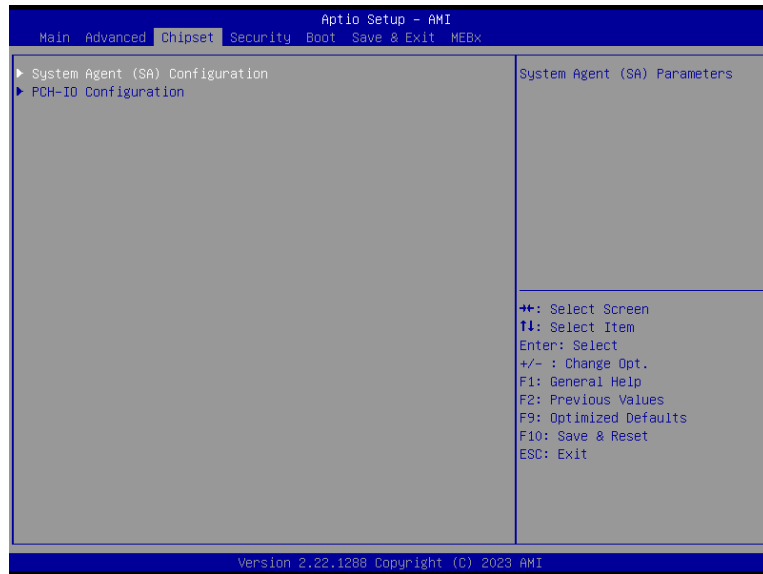 Aptio Setup – AMI
Main Advanced Chipset Security Boot Save & Exit MEBx
▶ System Agent (SA) Configuration
▶ PCH-IO Configuration
System Agent (SA) Parameters
→←: Select Screen
↑↓: Select Item
Enter: Select
+/- : Change Opt.
F1: General Help
F2: Previous Values
F9: Optimized Defaults
F10: Save & Reset
ESC: Exit
Version 2.22.1288 Copyright (C) 2023 AMI